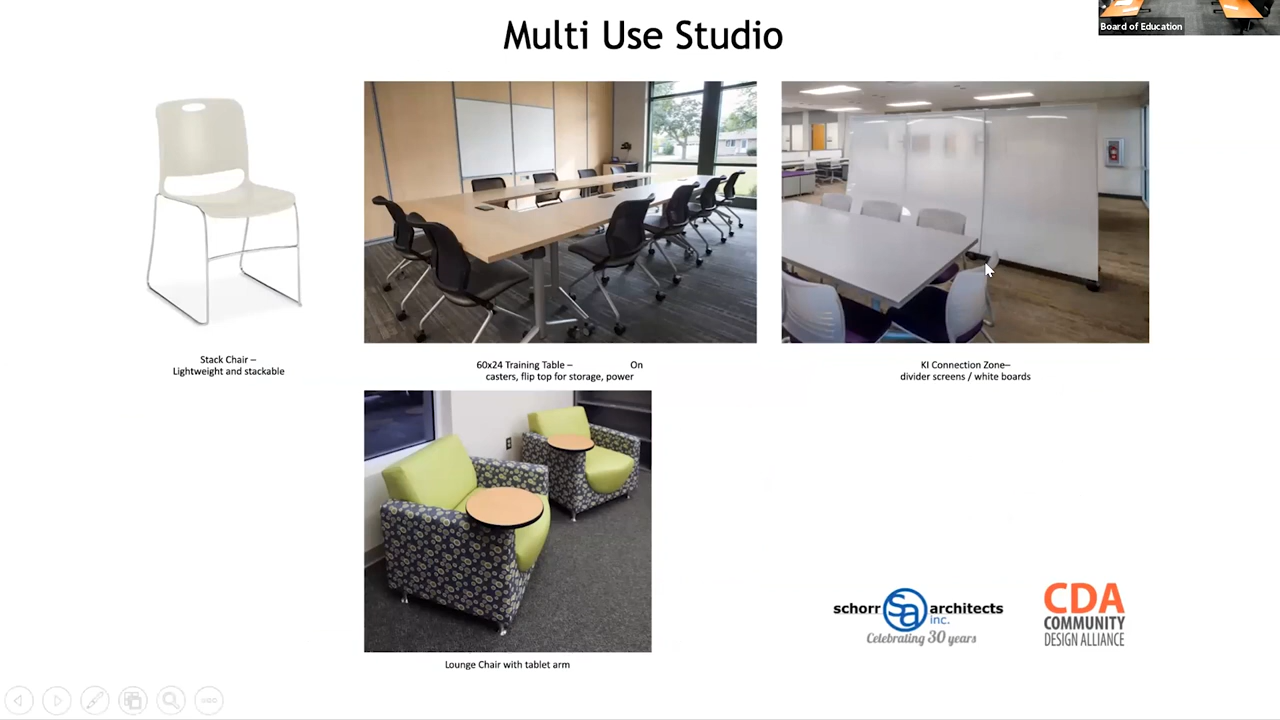 Multi Use Studio
Board of Education
Stack Chair –
Lightweight and stackable
60x24 Training Table – On
casters, flip top for storage, power
KI Connection Zone–
divider screens / white boards
Lounge Chair with tablet arm
schorr sa architects
inc.
Celebrating 30 years
CDA
COMMUNITY
DESIGN ALLIANCE